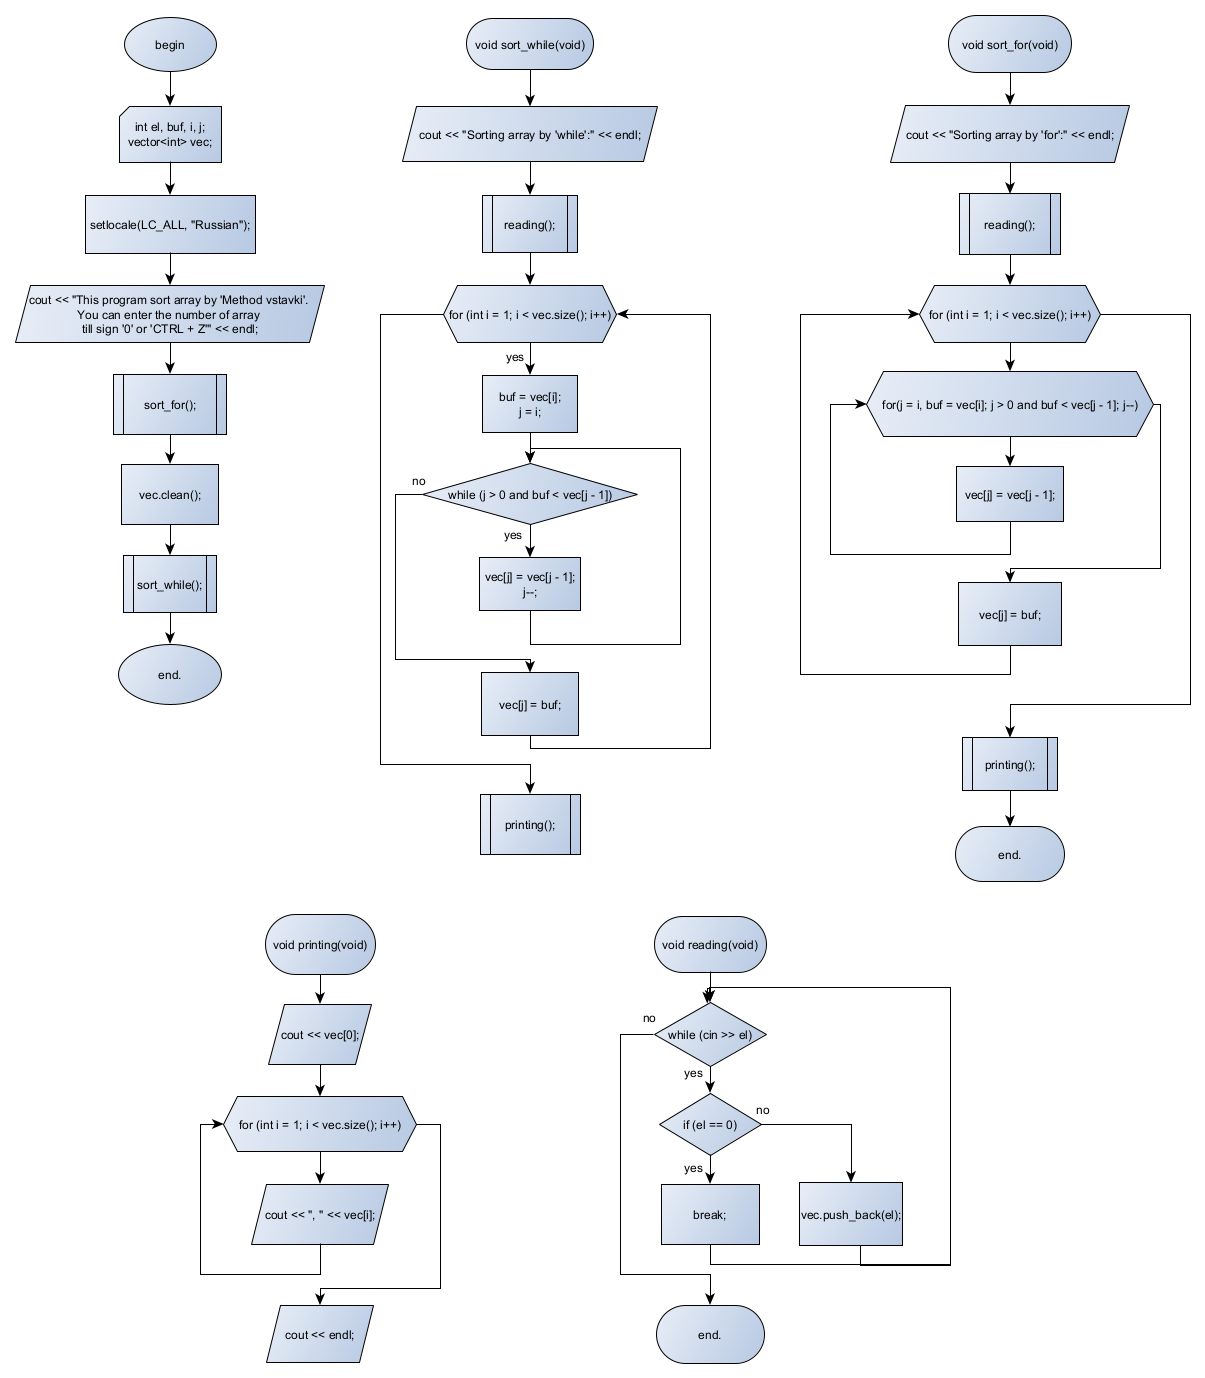 begin
int el, buf, i, j;
vector<int> vec;
setlocale(LC_ALL, "Russian");
cout << "This program sort array by 'Method vstavki'.
You can enter the number of array
till sign '0' or 'CTRL + Z'" << endl;
sort_for();
vec.clean();
sort_while();
end.
void sort_while(void)
cout << "Sorting array by 'while':" << endl;
reading();
for (int i = 1; i < vec.size(); i++)
yes
buf = vec[i];
j = i;
no
while (j > 0 and buf < vec[j - 1])
yes
vec[j] = vec[j - 1];
j--;
vec[j] = buf;
printing();
void sort_for(void)
cout << "Sorting array by 'for':" << endl;
reading();
for (int i = 1; i < vec.size(); i++)
for(j = i, buf = vec[i]; j > 0 and buf < vec[j - 1]; j--)
vec[j] = vec[j - 1];
vec[j] = buf;
printing();
end.
void printing(void)
cout << vec[0];
for (int i = 1; i < vec.size(); i++)
cout << ", " << vec[i];
cout << endl;
void reading(void)
no
while (cin >> el)
yes
if (el == 0)
no
yes
break;
vec.push_back(el);
end.